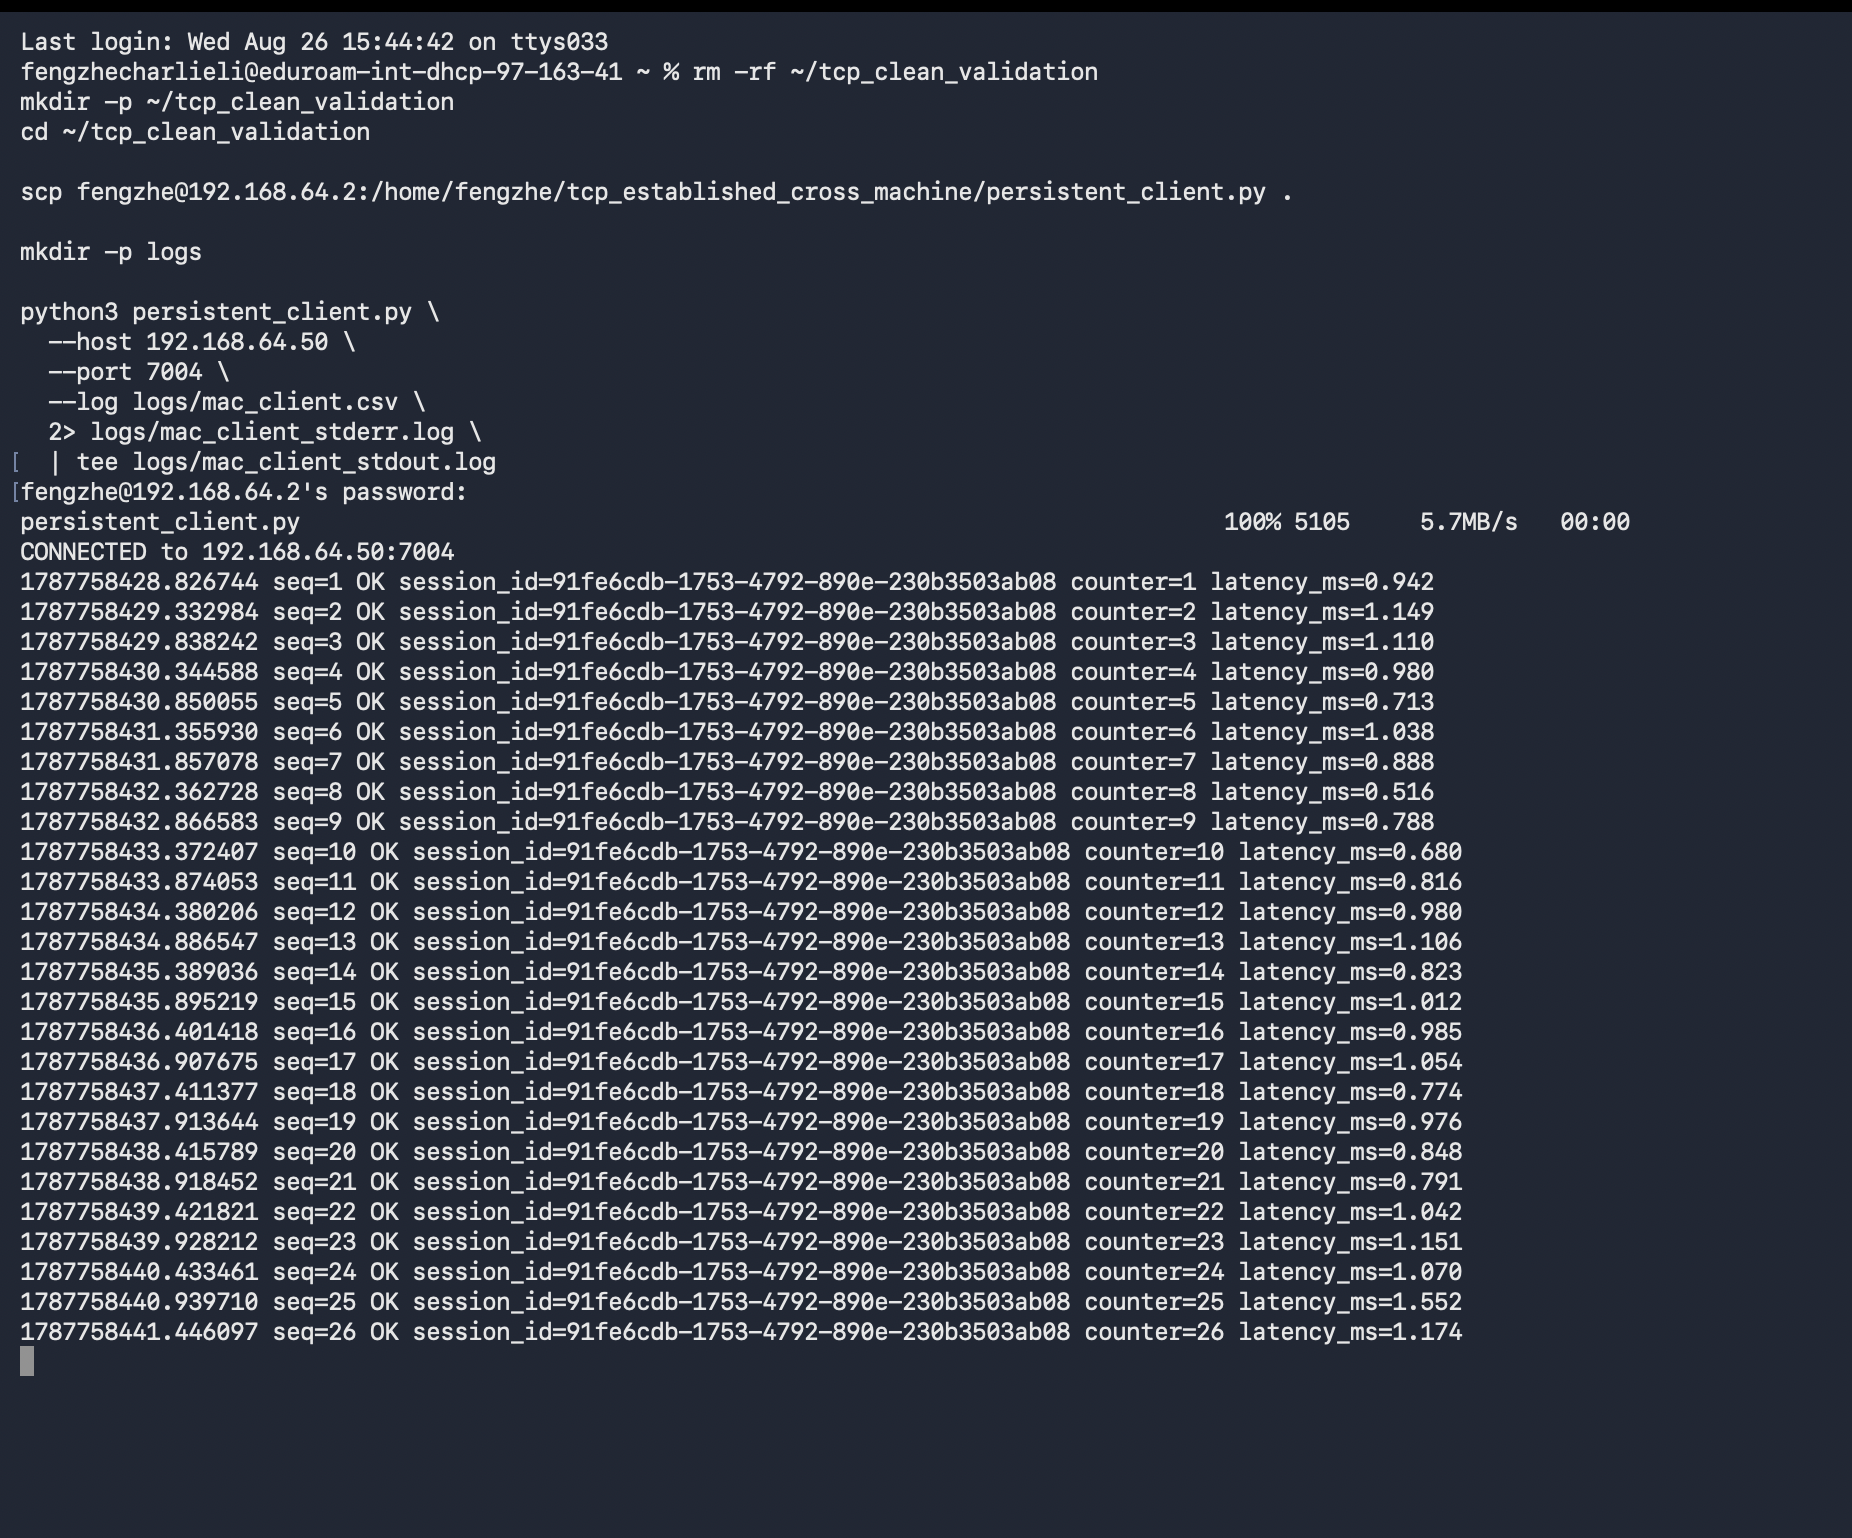 Last login: Wed Aug 26 15:44:42 on ttys033
fengzhecharlieli@eduroam-int-dhcp-97-163-41 ~ % rm -rf ~/tcp_clean_validation
mkdir -p ~/tcp_clean_validation
cd ~/tcp_clean_validation

scp fengzhe@192.168.64.2:/home/fengzhe/tcp_established_cross_machine/persistent_client.py .

mkdir -p logs

python3 persistent_client.py \
  --host 192.168.64.50 \
  --port 7004 \
  --log logs/mac_client.csv \
  2> logs/mac_client_stderr.log \
[  | tee logs/mac_client_stdout.log
[fengzhe@192.168.64.2's password:
persistent_client.py                                                                  100% 5105     5.7MB/s   00:00
CONNECTED to 192.168.64.50:7004
1787758428.826744 seq=1 OK session_id=91fe6cdb-1753-4792-890e-230b3503ab08 counter=1 latency_ms=0.942
1787758429.332984 seq=2 OK session_id=91fe6cdb-1753-4792-890e-230b3503ab08 counter=2 latency_ms=1.149
1787758429.838242 seq=3 OK session_id=91fe6cdb-1753-4792-890e-230b3503ab08 counter=3 latency_ms=1.110
1787758430.344588 seq=4 OK session_id=91fe6cdb-1753-4792-890e-230b3503ab08 counter=4 latency_ms=0.980
1787758430.850055 seq=5 OK session_id=91fe6cdb-1753-4792-890e-230b3503ab08 counter=5 latency_ms=0.713
1787758431.355930 seq=6 OK session_id=91fe6cdb-1753-4792-890e-230b3503ab08 counter=6 latency_ms=1.038
1787758431.857078 seq=7 OK session_id=91fe6cdb-1753-4792-890e-230b3503ab08 counter=7 latency_ms=0.888
1787758432.362728 seq=8 OK session_id=91fe6cdb-1753-4792-890e-230b3503ab08 counter=8 latency_ms=0.516
1787758432.866583 seq=9 OK session_id=91fe6cdb-1753-4792-890e-230b3503ab08 counter=9 latency_ms=0.788
1787758433.372407 seq=10 OK session_id=91fe6cdb-1753-4792-890e-230b3503ab08 counter=10 latency_ms=0.680
1787758433.874053 seq=11 OK session_id=91fe6cdb-1753-4792-890e-230b3503ab08 counter=11 latency_ms=0.816
1787758434.380206 seq=12 OK session_id=91fe6cdb-1753-4792-890e-230b3503ab08 counter=12 latency_ms=0.980
1787758434.886547 seq=13 OK session_id=91fe6cdb-1753-4792-890e-230b3503ab08 counter=13 latency_ms=1.106
1787758435.389036 seq=14 OK session_id=91fe6cdb-1753-4792-890e-230b3503ab08 counter=14 latency_ms=0.823
1787758435.895219 seq=15 OK session_id=91fe6cdb-1753-4792-890e-230b3503ab08 counter=15 latency_ms=1.012
1787758436.401418 seq=16 OK session_id=91fe6cdb-1753-4792-890e-230b3503ab08 counter=16 latency_ms=0.985
1787758436.907675 seq=17 OK session_id=91fe6cdb-1753-4792-890e-230b3503ab08 counter=17 latency_ms=1.054
1787758437.411377 seq=18 OK session_id=91fe6cdb-1753-4792-890e-230b3503ab08 counter=18 latency_ms=0.774
1787758437.913644 seq=19 OK session_id=91fe6cdb-1753-4792-890e-230b3503ab08 counter=19 latency_ms=0.976
1787758438.415789 seq=20 OK session_id=91fe6cdb-1753-4792-890e-230b3503ab08 counter=20 latency_ms=0.848
1787758438.918452 seq=21 OK session_id=91fe6cdb-1753-4792-890e-230b3503ab08 counter=21 latency_ms=0.791
1787758439.421821 seq=22 OK session_id=91fe6cdb-1753-4792-890e-230b3503ab08 counter=22 latency_ms=1.042
1787758439.928212 seq=23 OK session_id=91fe6cdb-1753-4792-890e-230b3503ab08 counter=23 latency_ms=1.151
1787758440.433461 seq=24 OK session_id=91fe6cdb-1753-4792-890e-230b3503ab08 counter=24 latency_ms=1.070
1787758440.939710 seq=25 OK session_id=91fe6cdb-1753-4792-890e-230b3503ab08 counter=25 latency_ms=1.552
1787758441.446097 seq=26 OK session_id=91fe6cdb-1753-4792-890e-230b3503ab08 counter=26 latency_ms=1.174